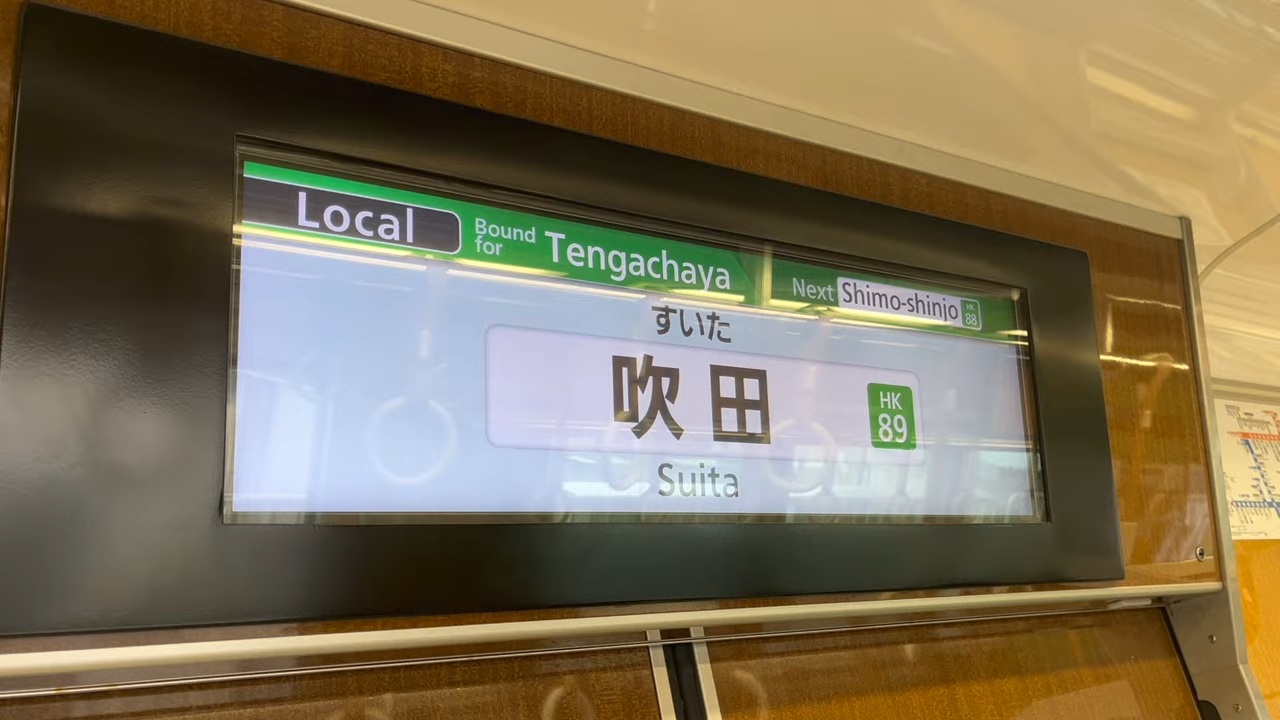 Local Bound for Tengachaya Next Shimo-shinjo HK 88
すいた
吹田
HK 89
Suita